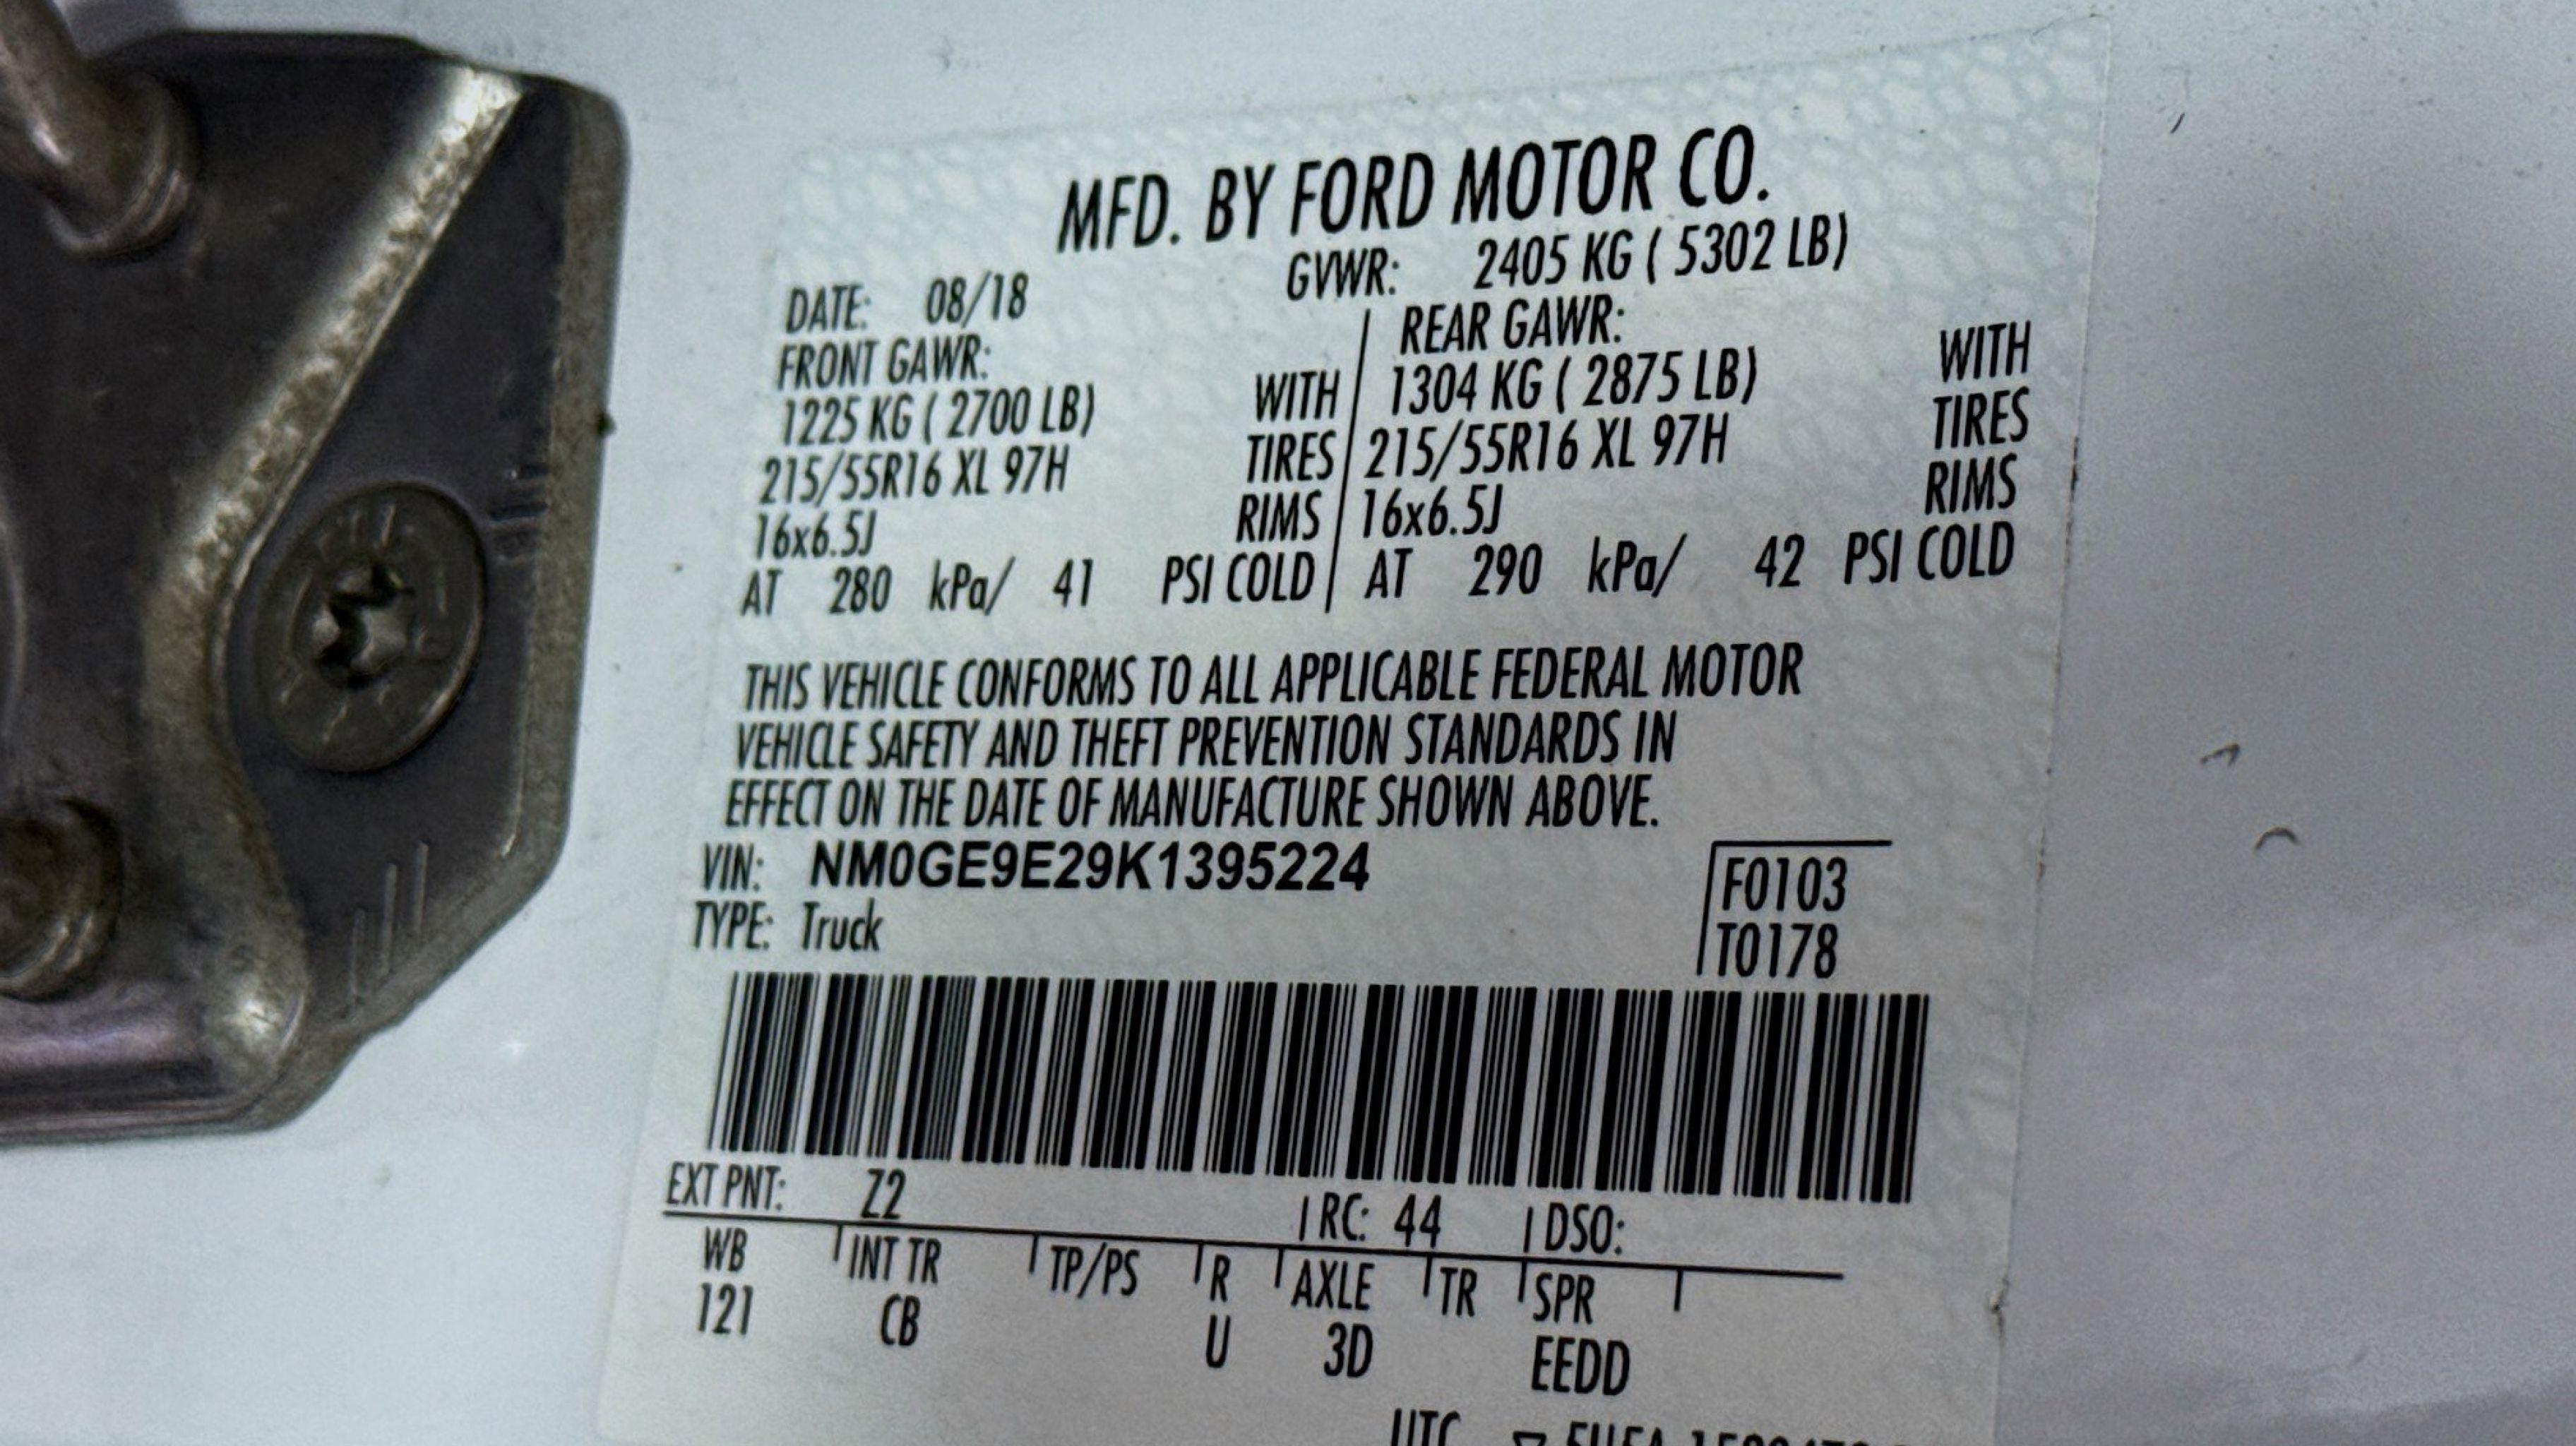 MFD. BY FORD MOTOR CO.
DATE: 08/18 GVWR: 2405 KG ( 5302 LB)
FRONT GAWR: REAR GAWR:
1225 KG ( 2700 LB) WITH 1304 KG ( 2875 LB) WITH
215/55R16 XL 97H TIRES 215/55R16 XL 97H TIRES
16x6.5J RIMS 16x6.5J RIMS
AT 280 kPa/ 41 PSI COLD AT 290 kPa/ 42 PSI COLD
THIS VEHICLE CONFORMS TO ALL APPLICABLE FEDERAL MOTOR
VEHICLE SAFETY AND THEFT PREVENTION STANDARDS IN
EFFECT ON THE DATE OF MANUFACTURE SHOWN ABOVE.
VIN: NM0GE9E29K1395224 F0103
TYPE: Truck T0178
EXT PNT: Z2 RC: 44 DSO:
WB INT TR TP/PS R AXLE TR SPR
121 CB U 3D EEDD
UTC